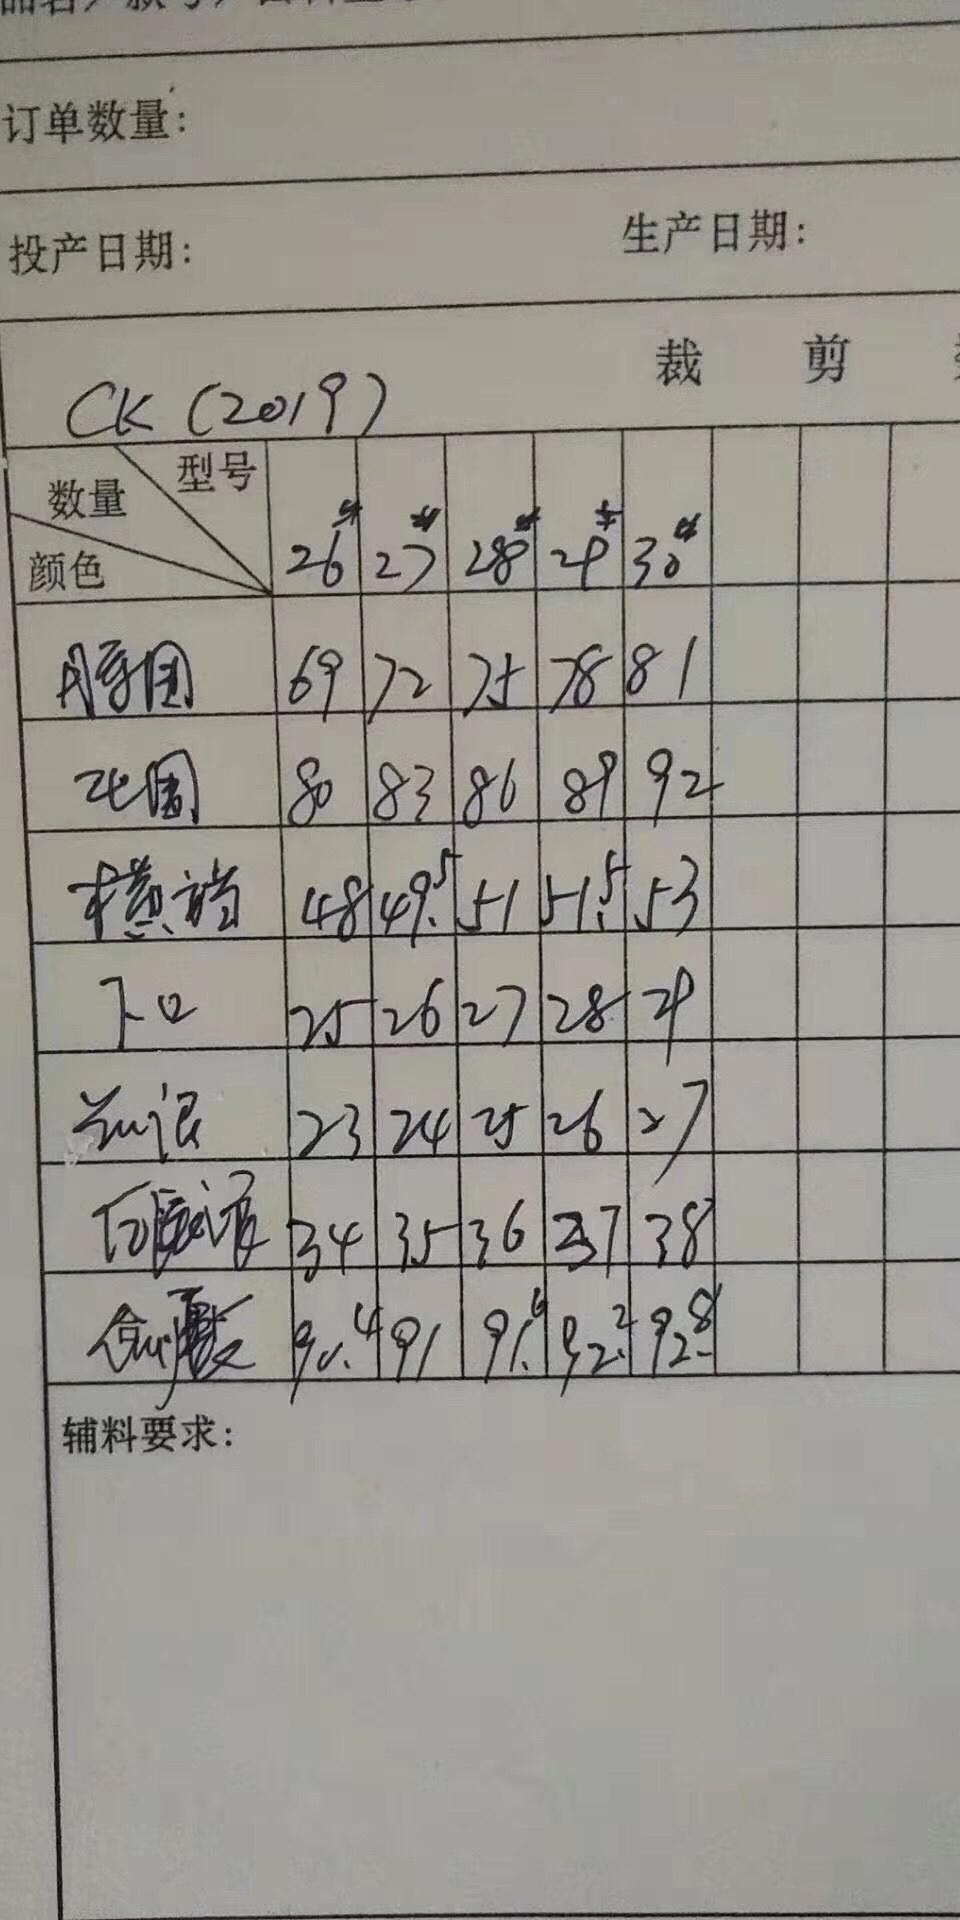 订单数量:
投产日期: 生产日期:
裁 剪
CK (2019)
数量 型号 颜色 26# 27# 28# 29# 30#
腰围 69 72 75 78 81
坐围 80 83 86 89 92
横裆 48 49.5 51 51.5 53
下口 25 26 27 28 29
前浪 23 24 25 26 27
后浪 34 35 36 37 38
90.4 91 91.6 92.2 92.8
辅料要求: